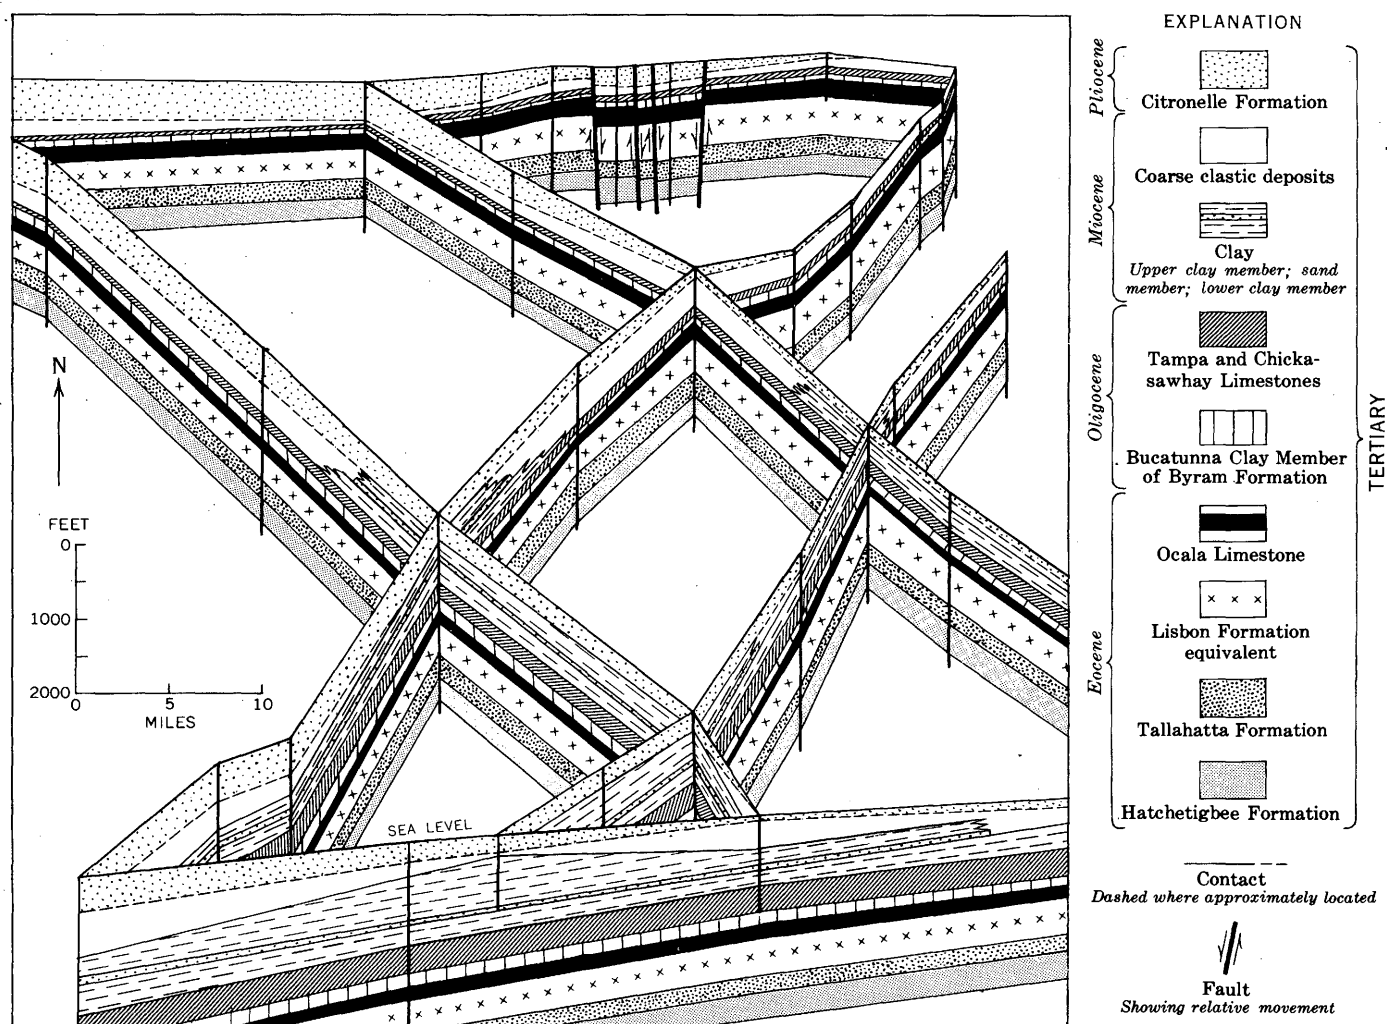 EXPLANATION
Pliocene
Citronelle Formation
Miocene
Coarse clastic deposits
Clay
Upper clay member; sand
member; lower clay member
Oligocene
Tampa and Chicka-
sawhay Limestones
Bucatunna Clay Member
of Byram Formation
Eocene
Ocala Limestone
Lisbon Formation
equivalent
Tallahatta Formation
Hatchetigbee Formation
TERTIARY
Contact
Dashed where approximately located
Fault
Showing relative movement
N
FEET
0
1000
2000
0 5 10
MILES
SEA LEVEL